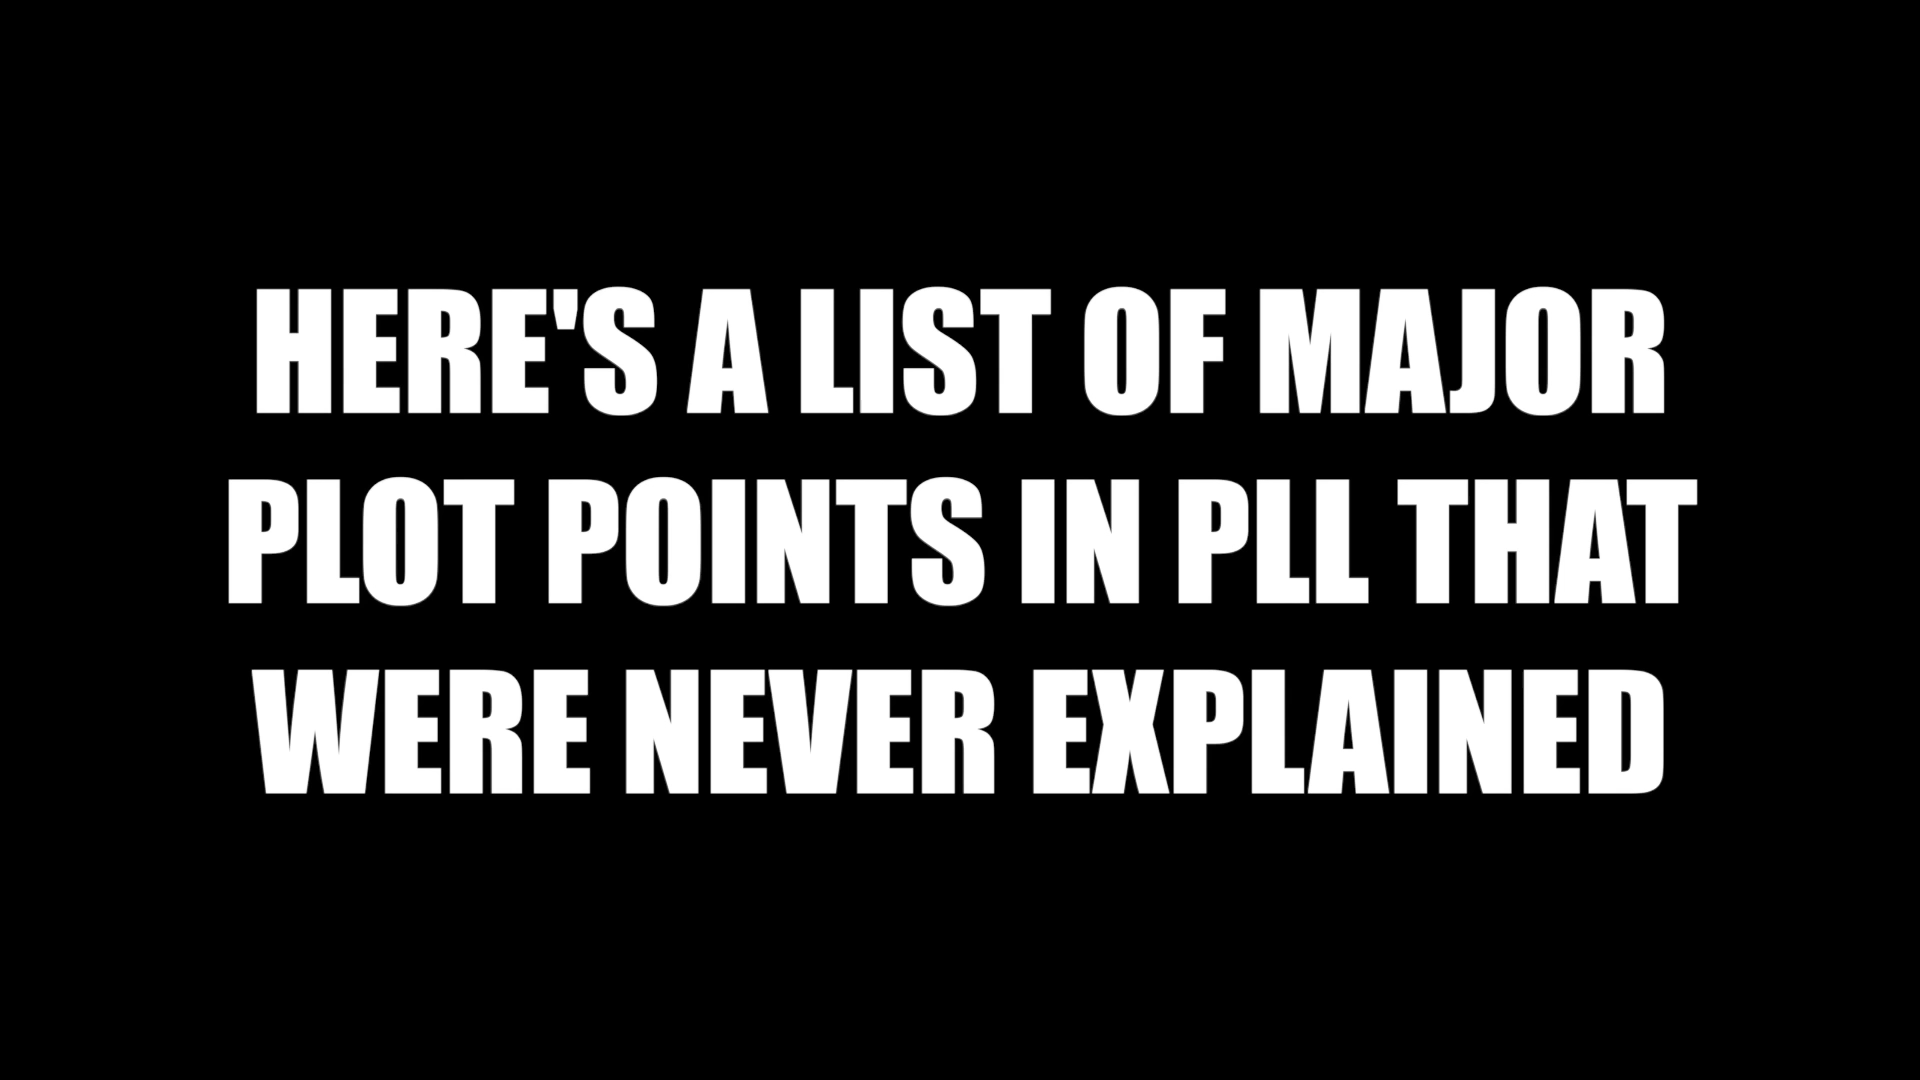 HERE'S A LIST OF MAJOR
PLOT POINTS IN PLL THAT
WERE NEVER EXPLAINED